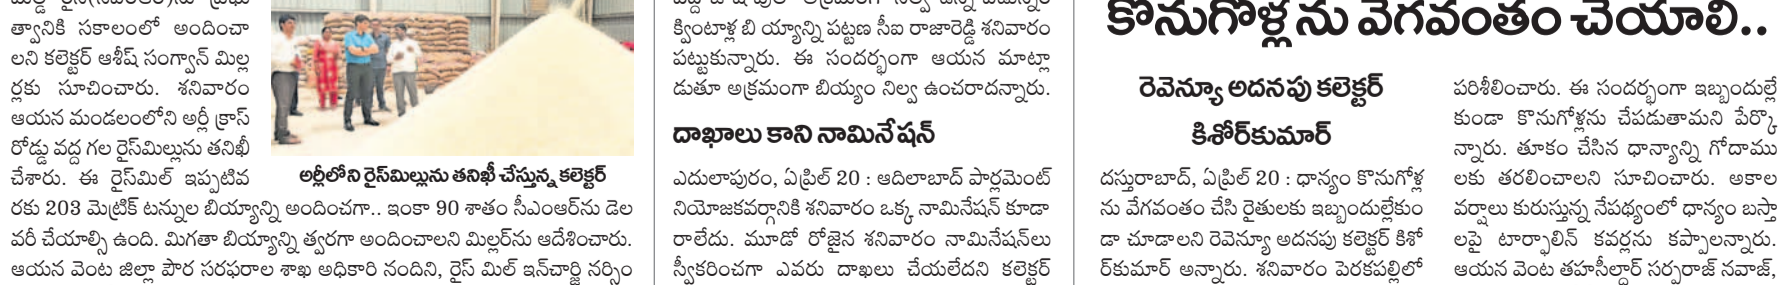 త్వానికి సకాలంలో అందించా
లని కలెక్టర్ ఆశీష్ సంగ్వాన్ మిల్ల
ర్లకు సూచించారు. శనివారం
ఆయన మండలంలోని అర్లీ క్రాస్
రోడ్డు వద్ద గల రైస్‌మిల్లును తనిఖీ
చేశారు. ఈ రైస్‌మిల్ ఇప్పటివ
రకు 203 మెట్రిక్ టన్నుల బియ్యాన్ని అందించగా.. ఇంకా 90 శాతం సీఎంఆర్‌ను డెల
వరీ చేయాల్సి ఉంది. మిగతా బియ్యాన్ని త్వరగా అందించాలని మిల్లర్‌ను ఆదేశించారు.
ఆయన వెంట జిల్లా పౌర సరఫరాల శాఖ అధికారి నందిని, రైస్ మిల్ ఇన్‌చార్జి నర్సిం
అర్లీలోని రైస్‌మిల్లును తనిఖీ చేస్తున్న కలెక్టర్
క్వింటాళ్ల బి య్యాన్ని పట్టణ సీఐ రాజారెడ్డి శనివారం
పట్టుకున్నారు. ఈ సందర్భంగా ఆయన మాట్లా
డుతూ అక్రమంగా బియ్యం నిల్వ ఉంచరాదన్నారు.
దాఖాలు కాని నామినేషన్
ఎదులాపురం, ఏప్రిల్ 20 : ఆదిలాబాద్ పార్లమెంట్
నియోజకవర్గానికి శనివారం ఒక్క నామినేషన్ కూడా
రాలేదు. మూడో రోజైన శనివారం నామినేషన్‌లు
స్వీకరించగా ఎవరు దాఖలు చేయలేదని కలెక్టర్
కొనుగోళ్లను వేగవంతం చేయాలి..
రెవెన్యూ అదనపు కలెక్టర్
కిశోర్‌కుమార్
దస్తురాబాద్, ఏప్రిల్ 20 : ధాన్యం కొనుగోళ్ల
ను వేగవంతం చేసి రైతులకు ఇబ్బందుల్లేకుం
డా చూడాలని రెవెన్యూ అదనపు కలెక్టర్ కిశో
ర్‌కుమార్ అన్నారు. శనివారం పెరకపల్లిలో
పరిశీలించారు. ఈ సందర్భంగా ఇబ్బందుల్లే
కుండా కొనుగోళ్లను చేపడుతామని పేర్కొ
న్నారు. తూకం చేసిన ధాన్యాన్ని గోదాము
లకు తరలించాలని సూచించారు. అకాల
వర్షాలు కురుస్తున్న నేపథ్యంలో ధాన్యం బస్తా
లపై టార్పాలిన్ కవర్లను కప్పాలన్నారు.
ఆయన వెంట తహసీల్దార్ సర్ఫరాజ్ నవాజ్,